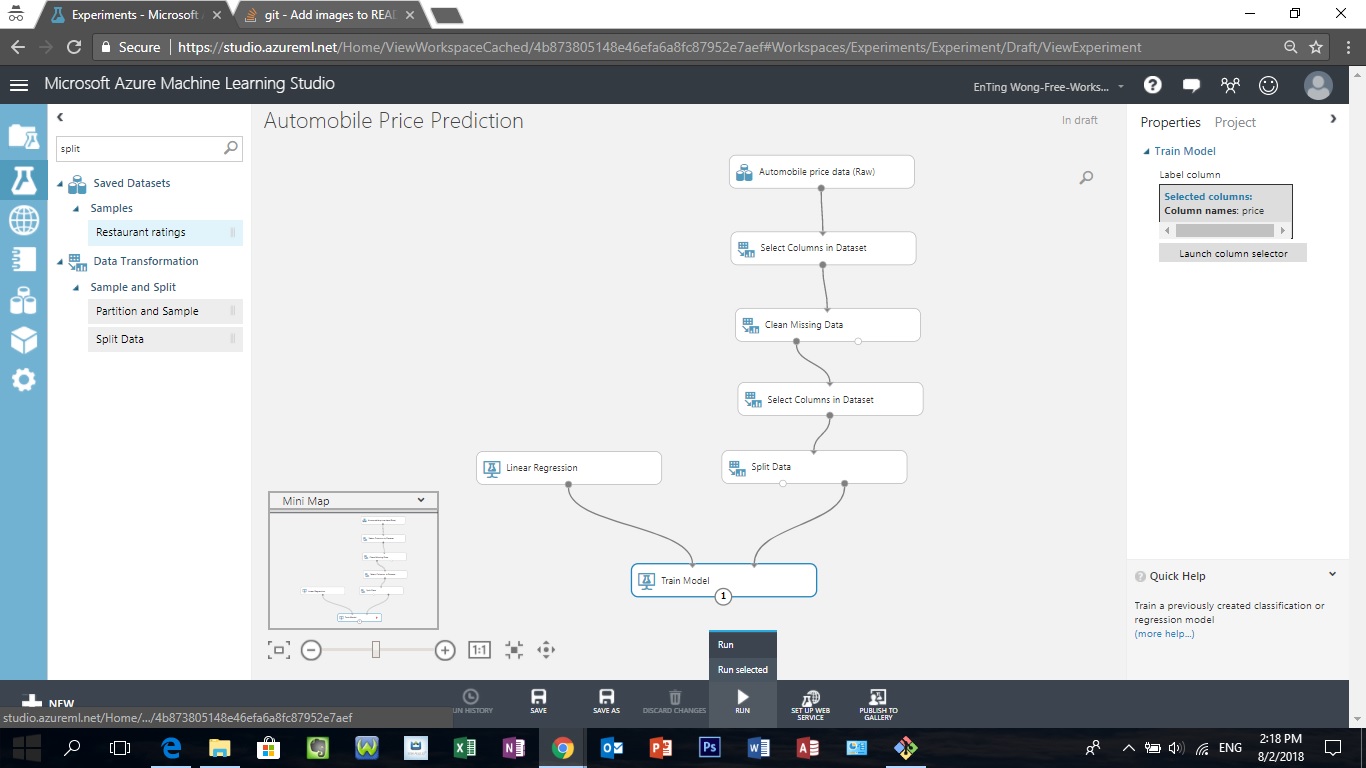 Experiments - Microsoft
git - Add images to REA
Secure
https://studio.azureml.net/Home/ViewWorkspaceCached/4b873805148e46efa6a8fc87952e7aef#Workspaces/Experiments/Experiment/Draft/ViewExperiment
Microsoft Azure Machine Learning Studio
EnTing Wong-Free-Works...
split
Saved Datasets
Samples
Restaurant ratings
Data Transformation
Sample and Split
Partition and Sample
Split Data
Automobile Price Prediction
In draft
Automobile price data (Raw)
Select Columns in Dataset
Clean Missing Data
Select Columns in Dataset
Linear Regression
Split Data
Train Model
1
Mini Map
1:1
Properties
Project
Train Model
Label column
Selected columns:
Column names: price
Launch column selector
Quick Help
Train a previously created classification or
regression model
(more help...)
Run
Run selected
NEW
UN HISTORY
SAVE
SAVE AS
DISCARD CHANGES
RUN
SET UP WEB
SERVICE
PUBLISH TO
GALLERY
studio.azureml.net/Home/.../4b873805148e46efa6a8fc87952e7aef
ENG
2:18 PM
8/2/2018